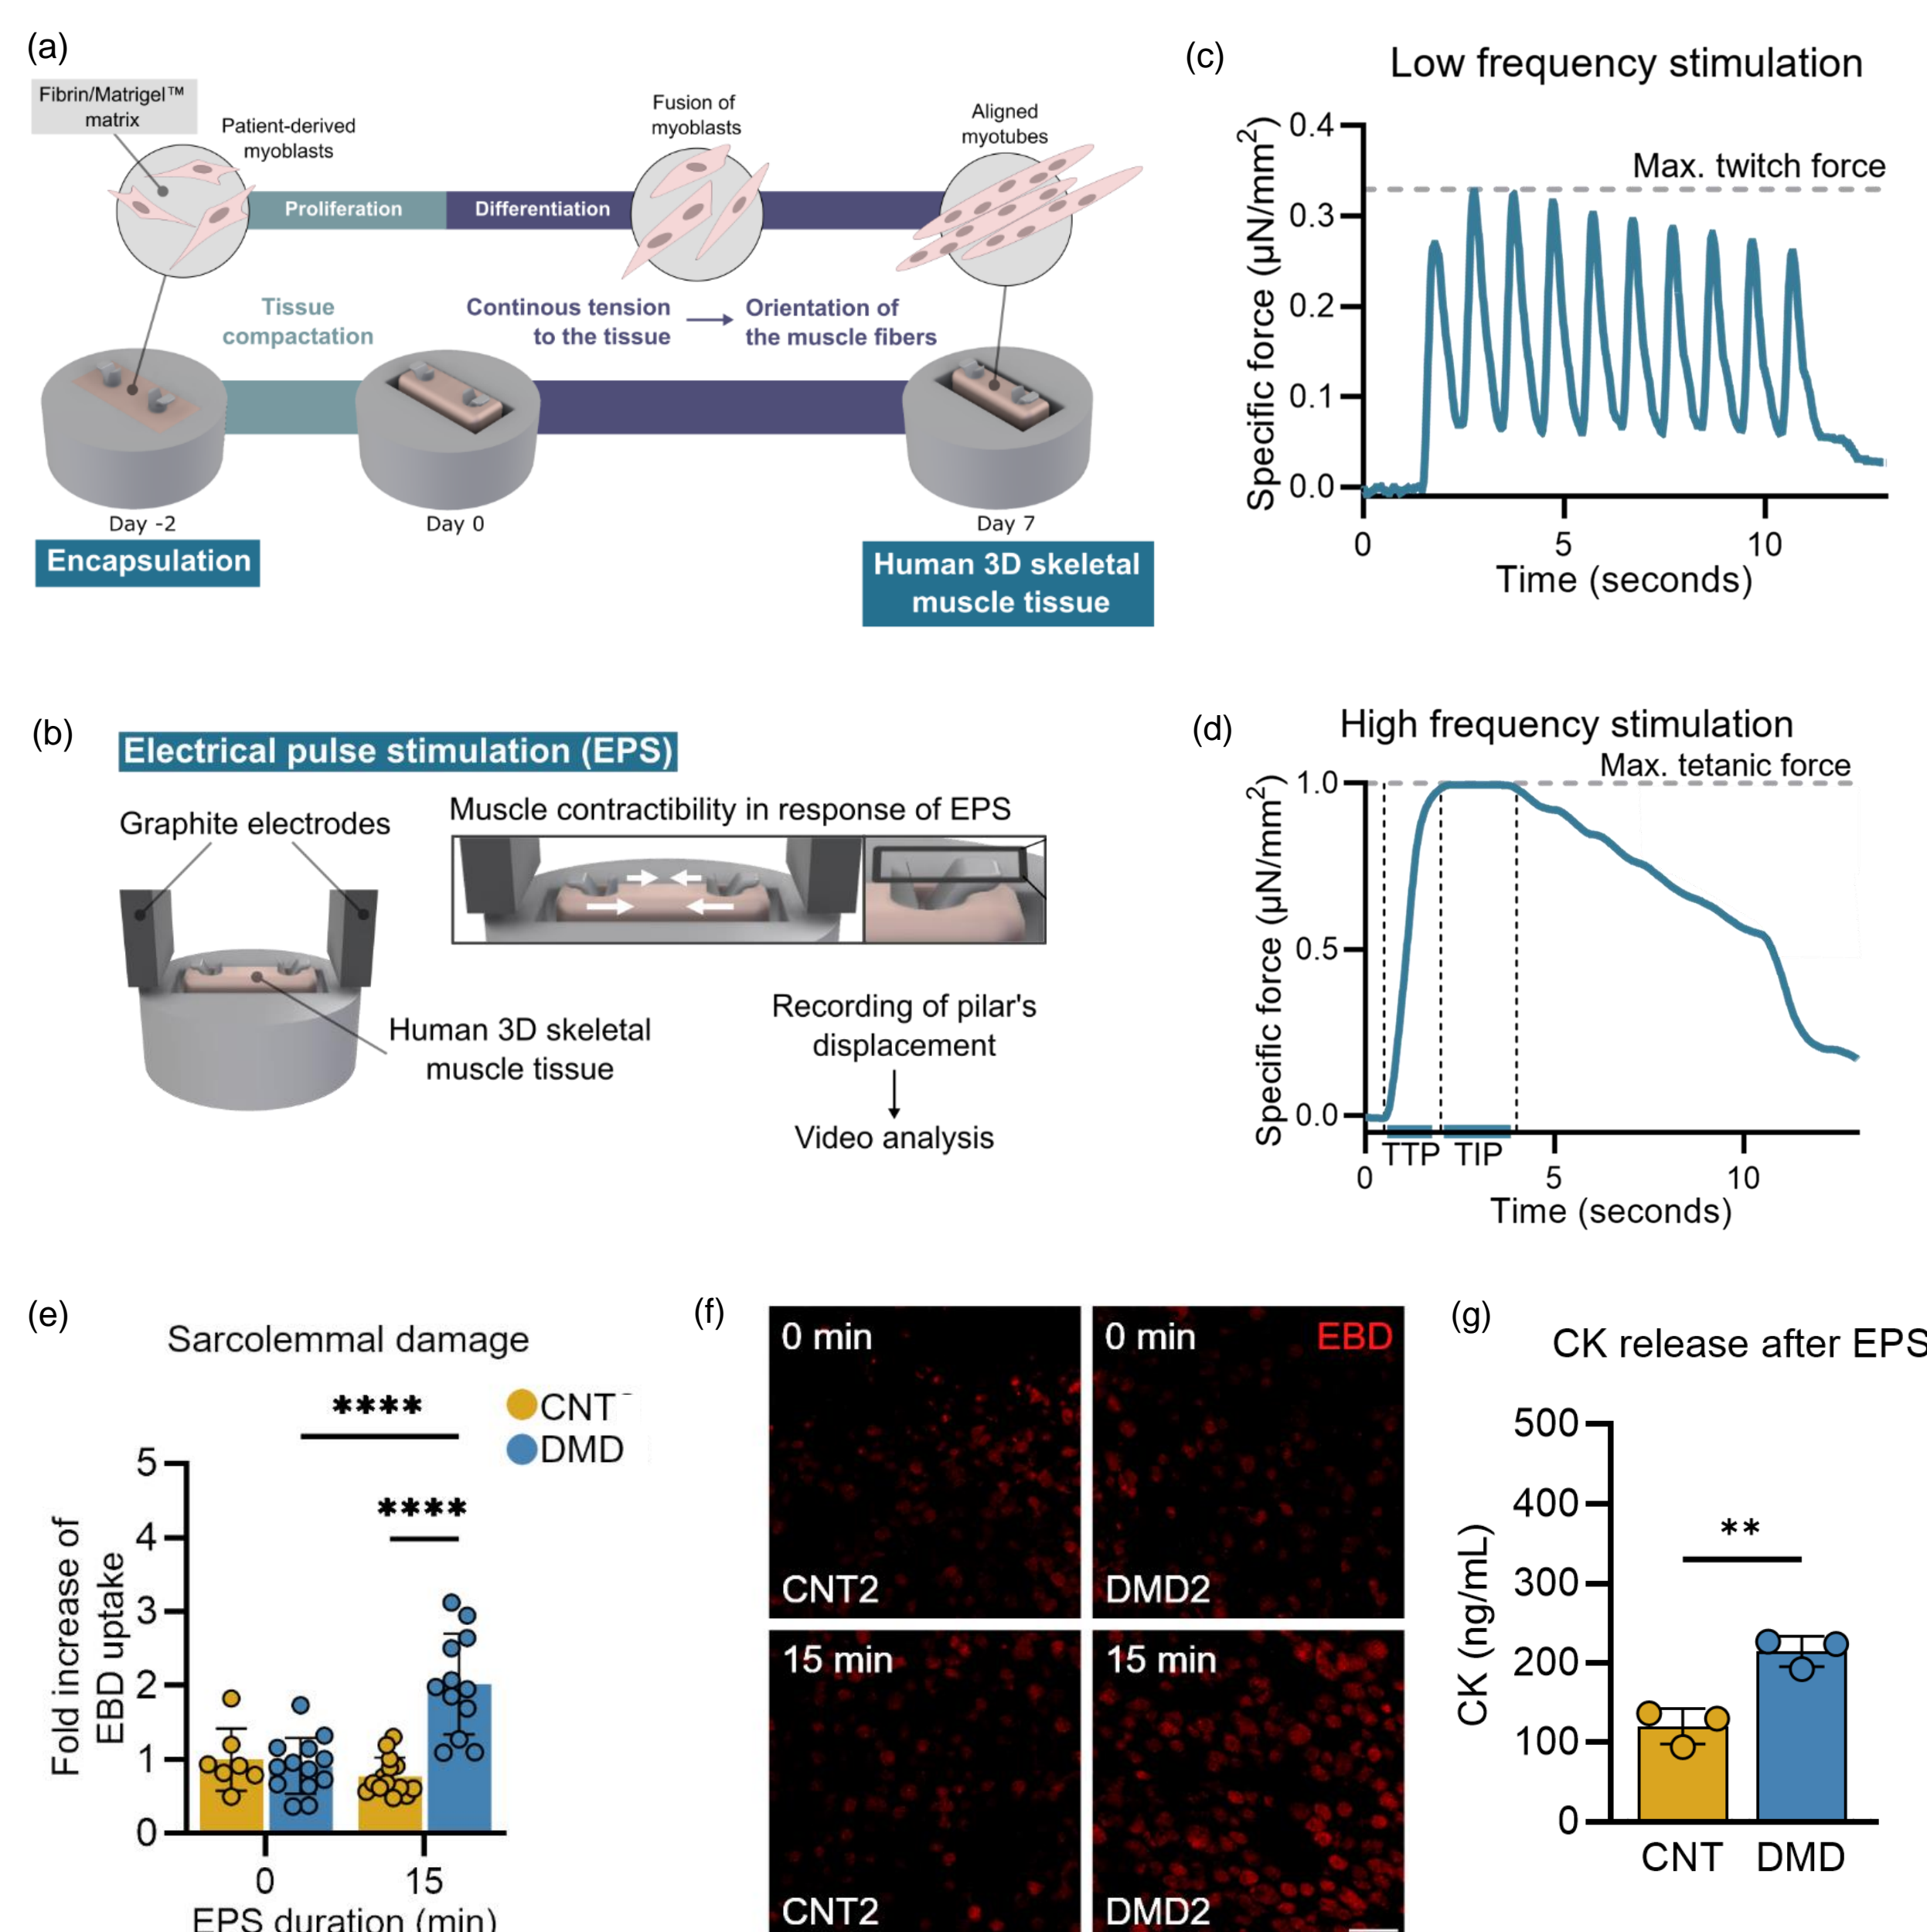 (a)
Fibrin/Matrigel™
matrix
Patient-derived
myoblasts
Fusion of
myoblasts
Aligned
myotubes
Proliferation
Differentiation
Tissue
compactation
Continous tension
to the tissue
Orientation of
the muscle fibers
Day -2
Day 0
Day 7
Encapsulation
Human 3D skeletal
muscle tissue
(b)
Electrical pulse stimulation (EPS)
Graphite electrodes
Muscle contractibility in response of EPS
Human 3D skeletal
muscle tissue
Recording of pilar's
displacement
Video analysis
(c)
Low frequency stimulation
Max. twitch force
Specific force (µN/mm²)
0.4
0.3
0.2
0.1
0.0
0
5
10
Time (seconds)
(d)
High frequency stimulation
Max. tetanic force
Specific force (µN/mm²)
1.0
0.5
0.0
TTP
TIP
0
5
10
Time (seconds)
(e)
Sarcolemmal damage
****
CNT
DMD
****
Fold increase of
EBD uptake
5
4
3
2
1
0
0
15
EPS duration (min)
(f)
0 min
CNT2
0 min
EBD
DMD2
15 min
CNT2
15 min
DMD2
(g)
CK release after EPS
**
CK (ng/mL)
500
400
300
200
100
0
CNT
DMD